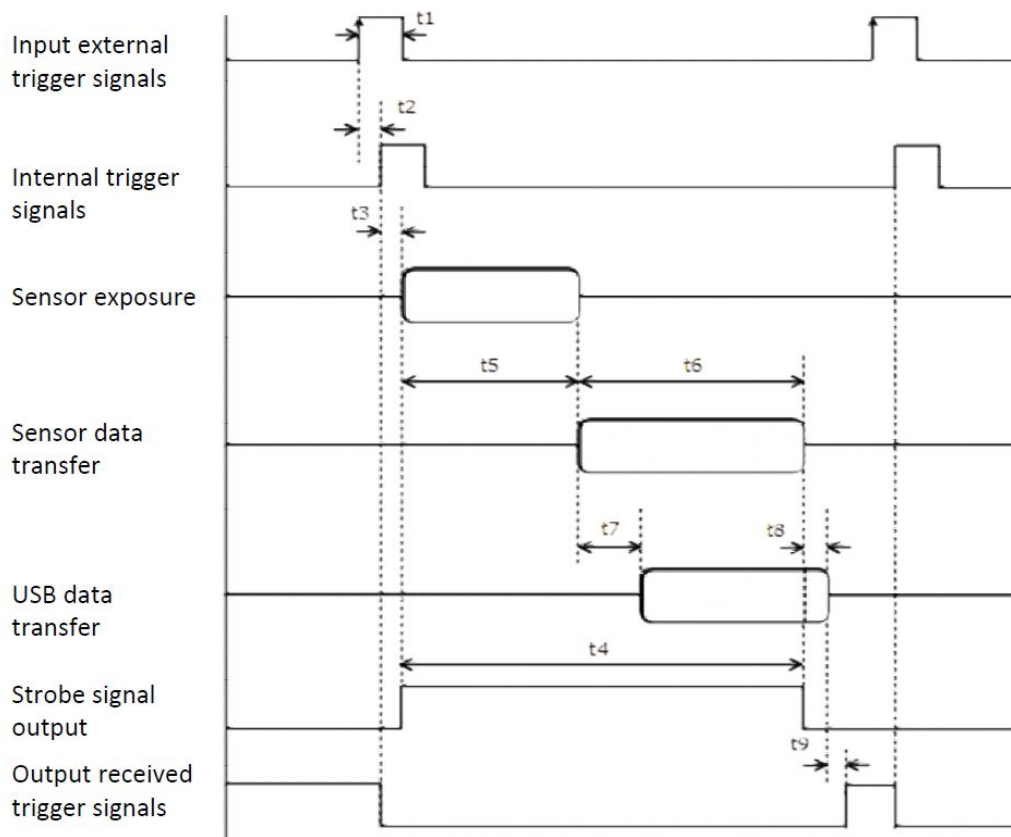 t1
Input external
trigger signals
t2
Internal trigger
signals
t3
Sensor exposure
t5
t6
Sensor data
transfer
t7
t8
USB data
transfer
t4
Strobe signal
output
t9
Output received
trigger signals